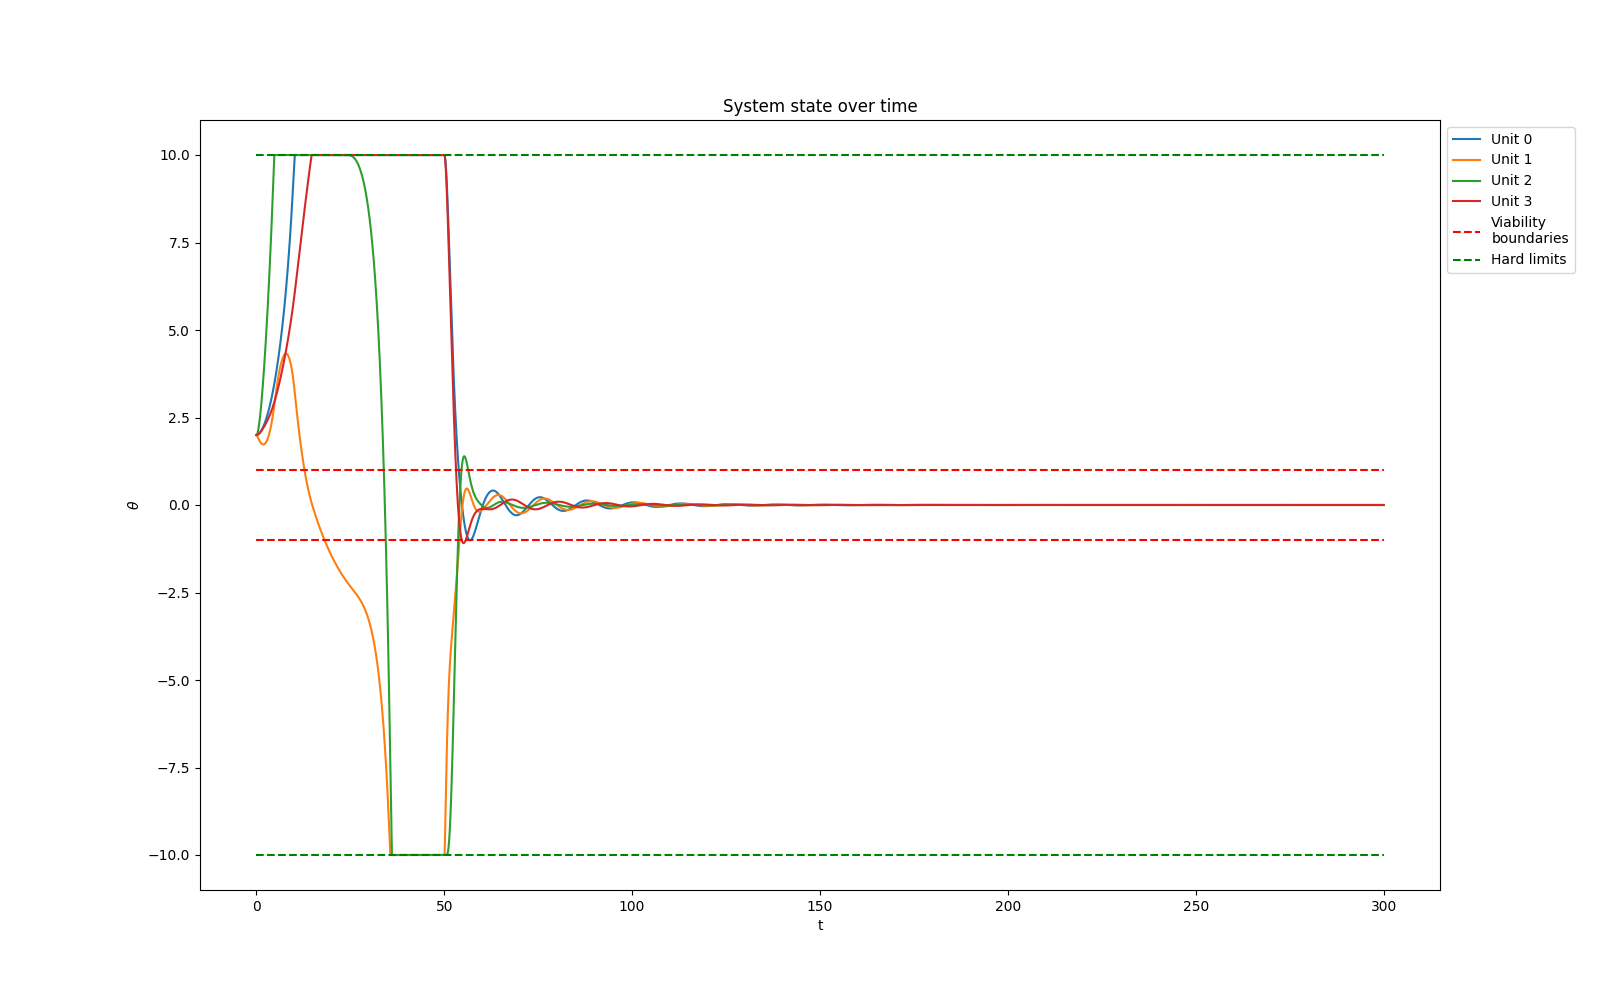 System state over time
10.0
7.5
5.0
2.5
0.0
−2.5
−5.0
−7.5
−10.0
θ
0
50
100
150
200
250
300
t
Unit 0
Unit 1
Unit 2
Unit 3
Viability
boundaries
Hard limits